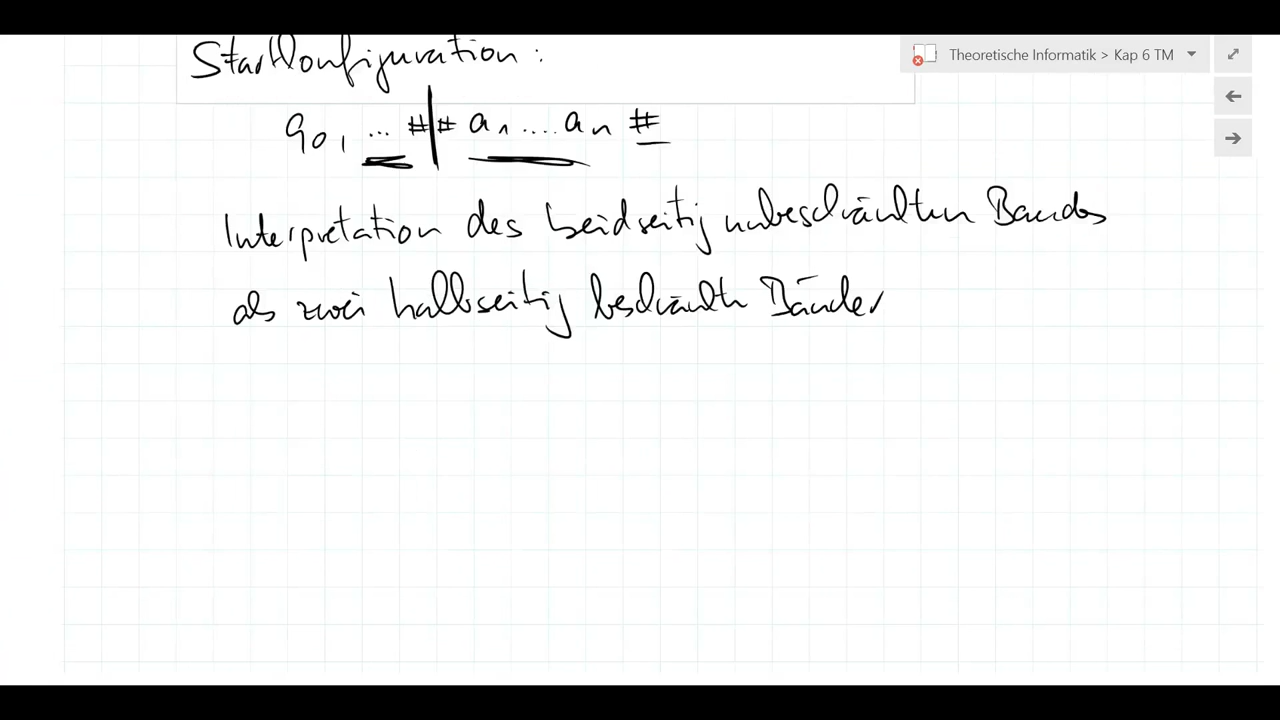 Startkonfiguration:
Theoretische Informatik > Kap 6 TM
q0, ... # | # a1 .... an #
Interpretation des beidseitig unbeschränkten Bandes
als zwei halbseitig beschränkte Bänder